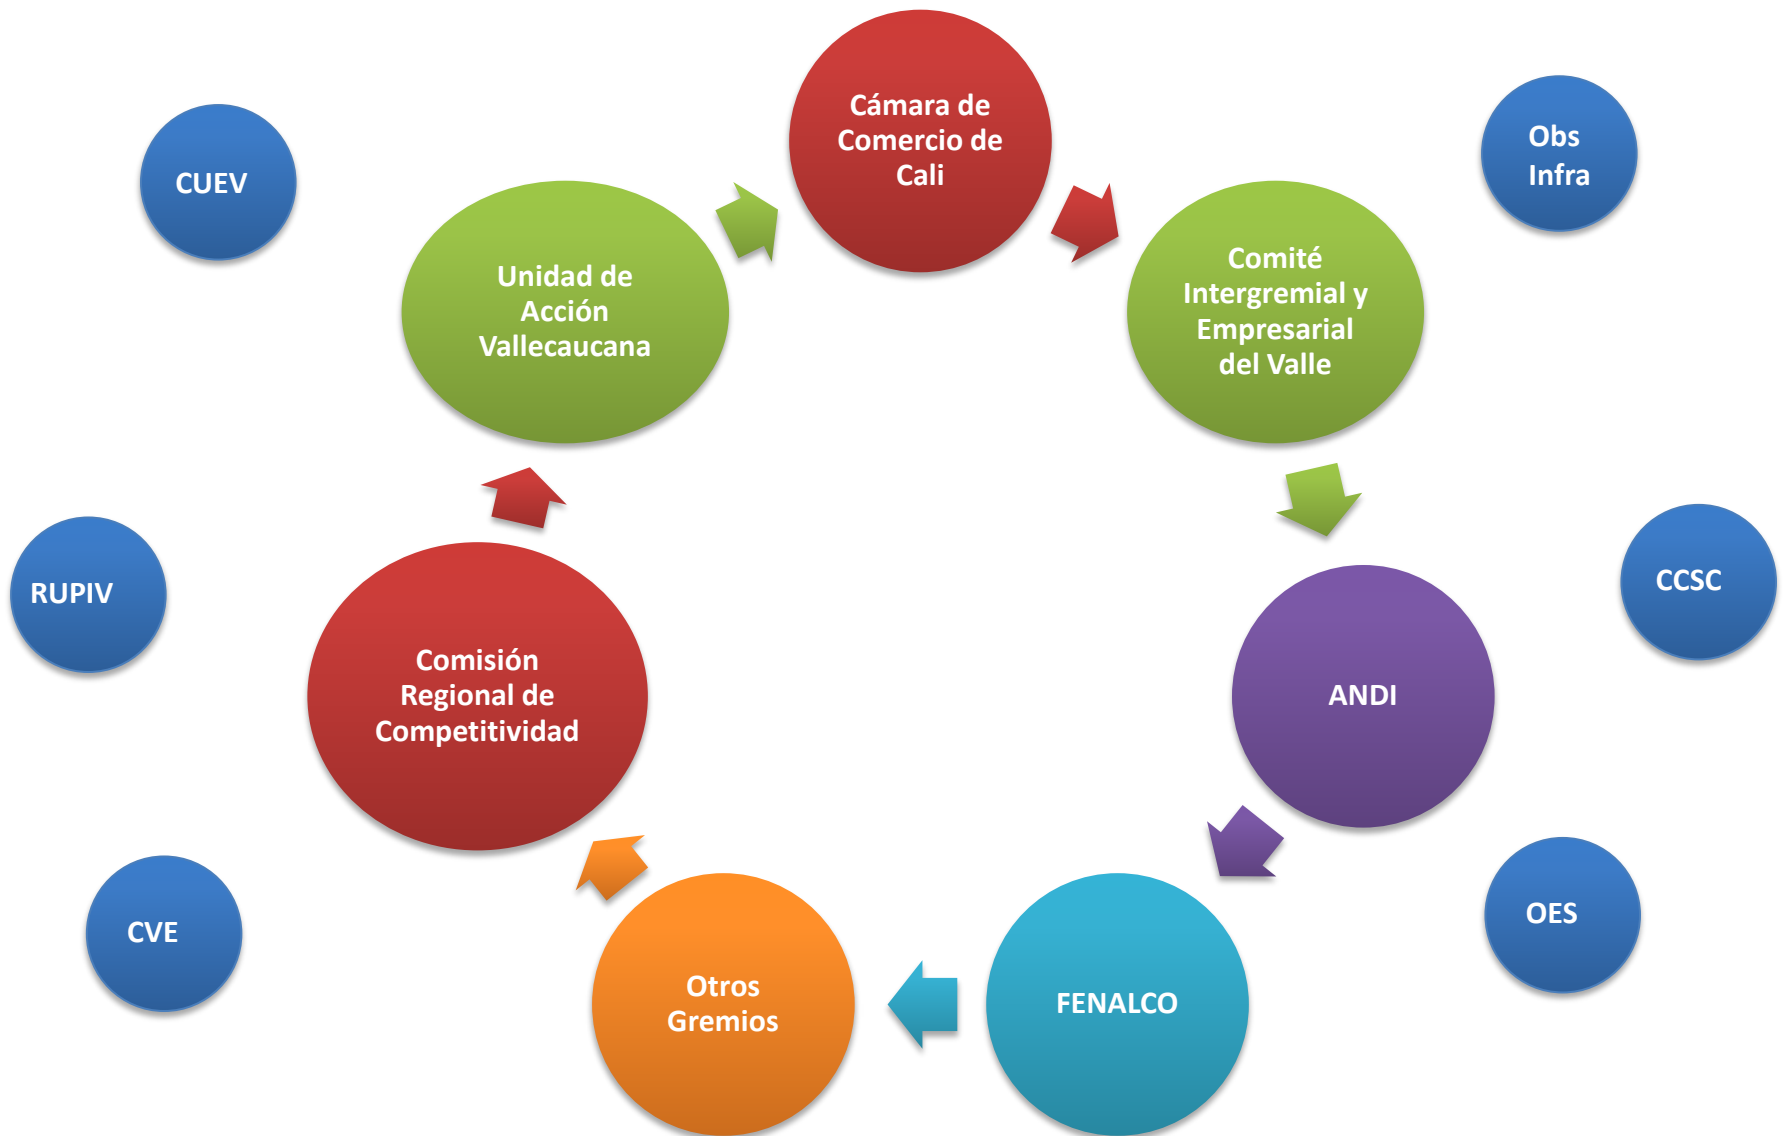 Cámara de
Comercio de
Cali
Obs
Infra
CUEV
Comité
Intergremial y
Empresarial
del Valle
Unidad de
Acción
Vallecaucana
RUPIV
CCSC
Comisión
Regional de
Competitividad
ANDI
CVE
OES
Otros
Gremios
FENALCO